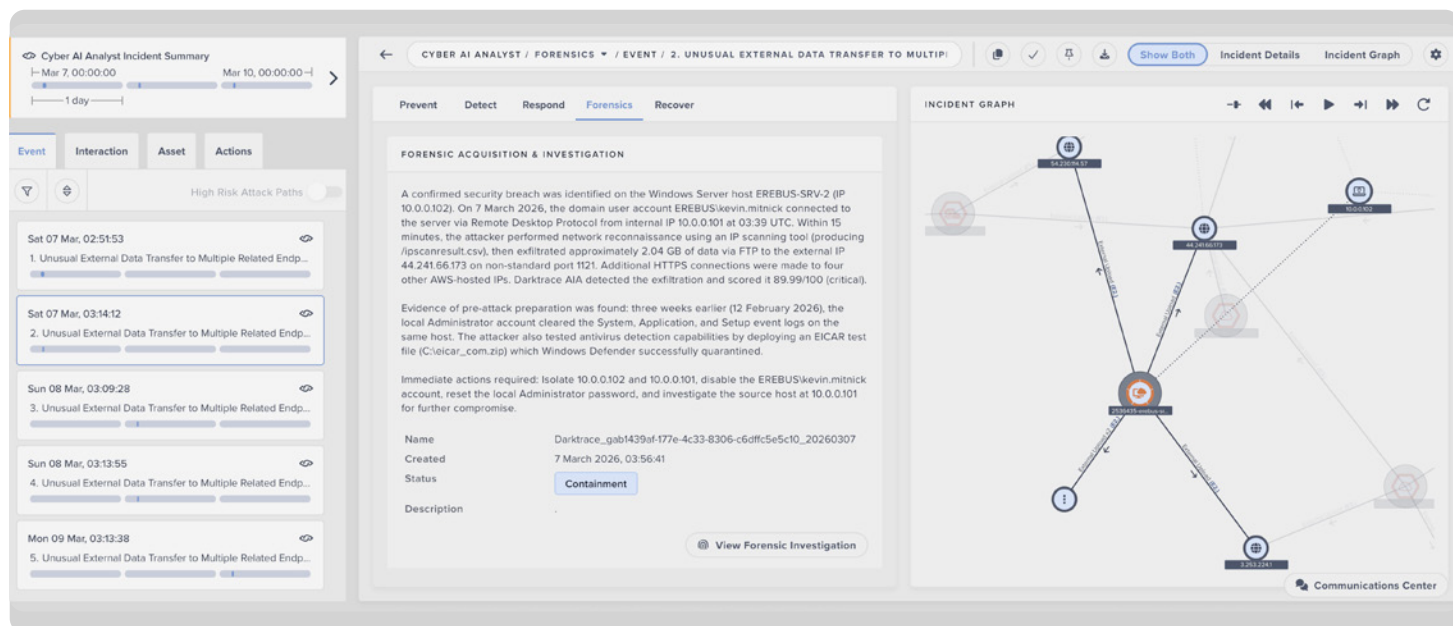 Cyber AI Analyst Incident Summary
Mar 7, 00:00:00 Mar 10, 00:00:00
1 day
Event Interaction Asset Actions
High Risk Attack Paths
Sat 07 Mar, 02:51:53
1. Unusual External Data Transfer to Multiple Related Endp...
Sat 07 Mar, 03:14:12
2. Unusual External Data Transfer to Multiple Related Endp...
Sun 08 Mar, 03:09:28
3. Unusual External Data Transfer to Multiple Related Endp...
Sun 08 Mar, 03:13:55
4. Unusual External Data Transfer to Multiple Related Endp...
Mon 09 Mar, 03:13:38
5. Unusual External Data Transfer to Multiple Related Endp...
CYBER AI ANALYST / FORENSICS / EVENT / 2. UNUSUAL EXTERNAL DATA TRANSFER TO MULTIP
Show Both Incident Details Incident Graph
Prevent Detect Respond Forensics Recover
FORENSIC ACQUISITION & INVESTIGATION
A confirmed security breach was identified on the Windows Server host EREBUS-SRV-2 (IP
10.0.0.102). On 7 March 2026, the domain user account EREBUS\kevin.mitnick connected to
the server via Remote Desktop Protocol from internal IP 10.0.0.101 at 03:39 UTC. Within 15
minutes, the attacker performed network reconnaissance using an IP scanning tool (producing
/ipscanresult.csv), then exfiltrated approximately 2.04 GB of data via FTP to the external IP
44.241.66.173 on non-standard port 1121. Additional HTTPS connections were made to four
other AWS-hosted IPs. Darktrace AIA detected the exfiltration and scored it 89.99/100 (critical).
Evidence of pre-attack preparation was found: three weeks earlier (12 February 2026), the
local Administrator account cleared the System, Application, and Setup event logs on the
same host. The attacker also tested antivirus detection capabilities by deploying an EICAR test
file (C:\eicar_com.zip) which Windows Defender successfully quarantined.
Immediate actions required: Isolate 10.0.0.102 and 10.0.0.101, disable the EREBUS\kevin.mitnick
account, reset the local Administrator password, and investigate the source host at 10.0.0.101
for further compromise.
Name Darktrace_gab1439af-177e-4c33-8306-c6dffc5e5c10_20260307
Created 7 March 2026, 03:56:41
Status Containment
Description .
View Forensic Investigation
INCIDENT GRAPH
10.0.0.102
44.241.66.173
External Upload
External Upload
External Upload
3.253.224.1
Communications Center